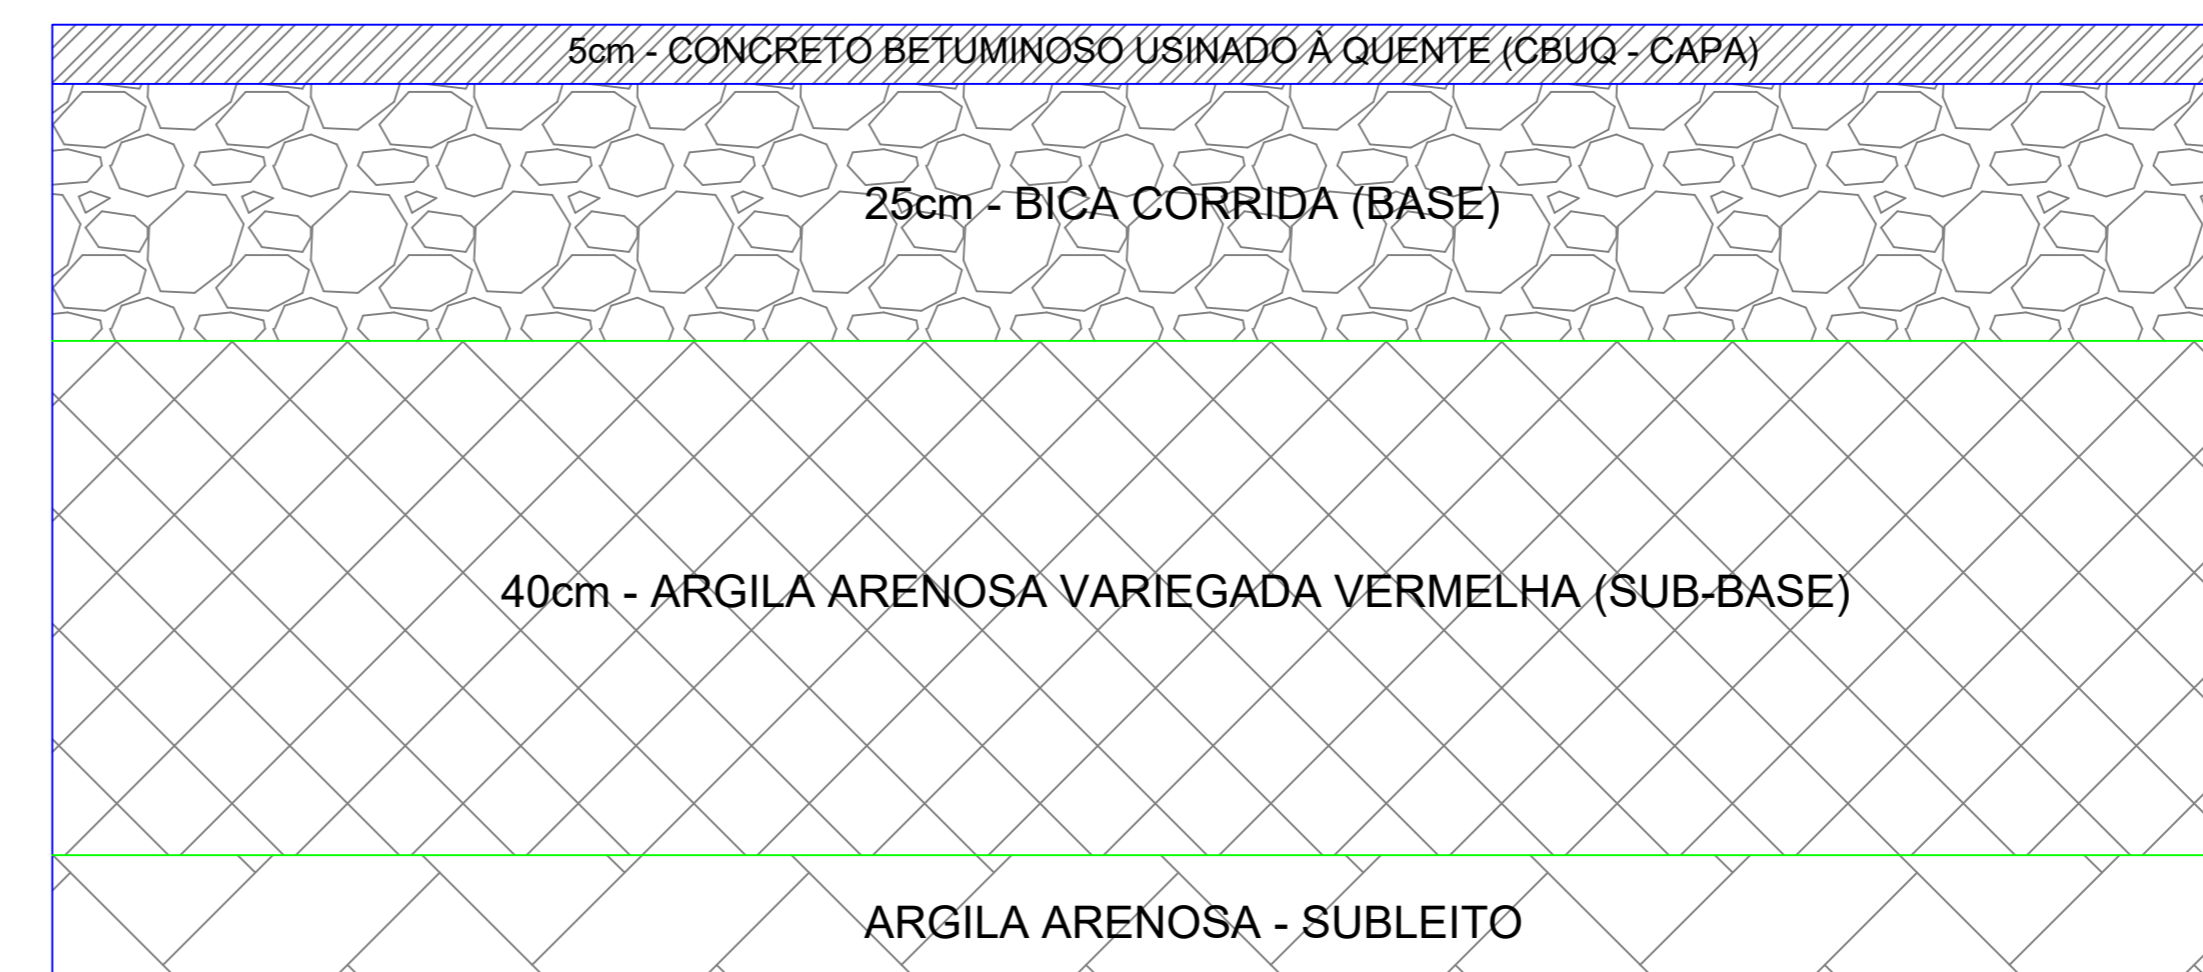 5cm - CONCRETO BETUMINOSO USINADO À QUENTE (CBUQ - CAPA)
25cm - BICA CORRIDA (BASE)
40cm - ARGILA ARENOSA VARIEGADA VERMELHA (SUB-BASE)
ARGILA ARENOSA - SUBLEITO